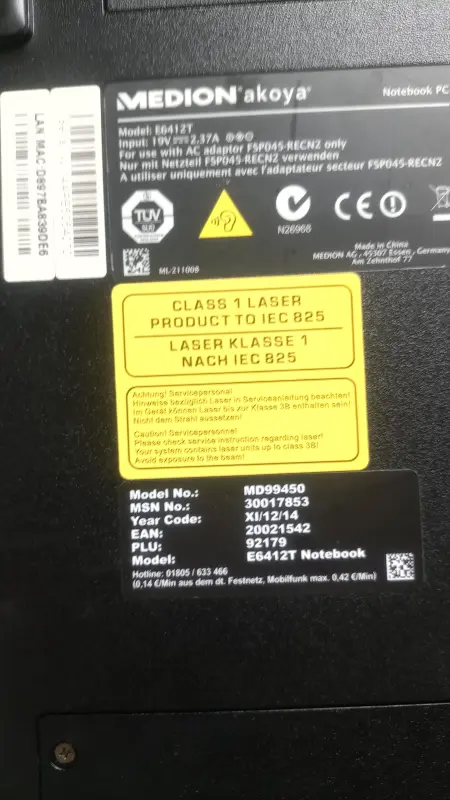 MEDION akoya
Notebook PC
Model: E6412T
Input: 19V 2.37A
For use with AC adaptor FSP045-RECN2 only
Nur mit Netzteil FSP045-RECN2 verwenden
A utiliser uniquement avec l'adaptateur secteur FSP045-RECN2
LAN MAC
TÜV
SÜD
N26968
CE
Made in China
MEDION AG, 45307 Essen, Germany
Am Zehnthof 77
ML-211008
CLASS 1 LASER
PRODUCT TO IEC 825
LASER KLASSE 1
NACH IEC 825
Achtung! Servicepersonal
Hinweise bezüglich Laser in Serviceanleitung beachten!
Im Gerät können Laser bis zur Klasse 3B enthalten sein!
Nicht dem Strahl aussetzen!
Caution! Servicepersonnel
Please check service instruction regarding laser!
Your system contains laser units up to class 3B!
Avoid exposure to the beam!
Model No.: MD99450
MSN No.: 30017853
Year Code: XI/12/14
EAN: 20021542
PLU: 92179
Model: E6412T Notebook
Hotline: 01805 / 633 466
(0,14 €/Min aus dem dt. Festnetz, Mobilfunk max. 0,42 €/Min)